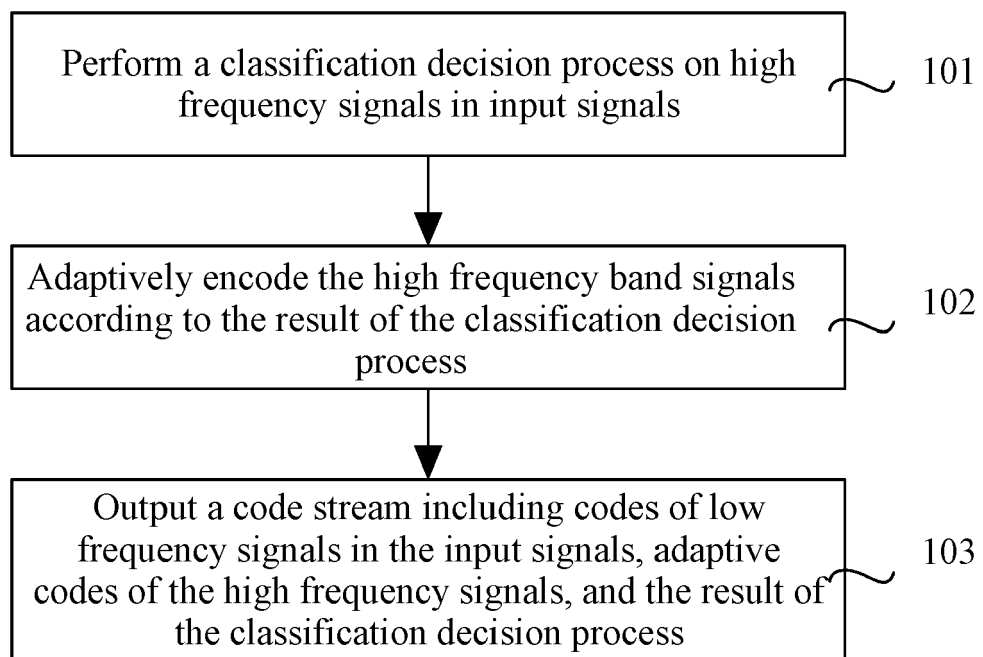 Perform a classification decision process on high
frequency signals in input signals
101
Adaptively encode the high frequency band signals
according to the result of the classification decision
process
102
Output a code stream including codes of low
frequency signals in the input signals, adaptive
codes of the high frequency signals, and the result of
the classification decision process
103